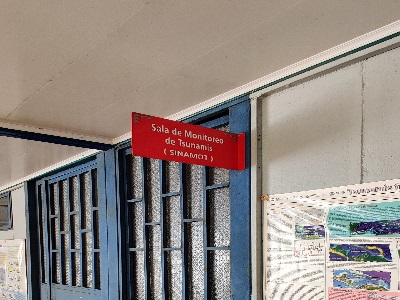 Sala de Monitoreo
de Tsunamis
( SINAMOT )